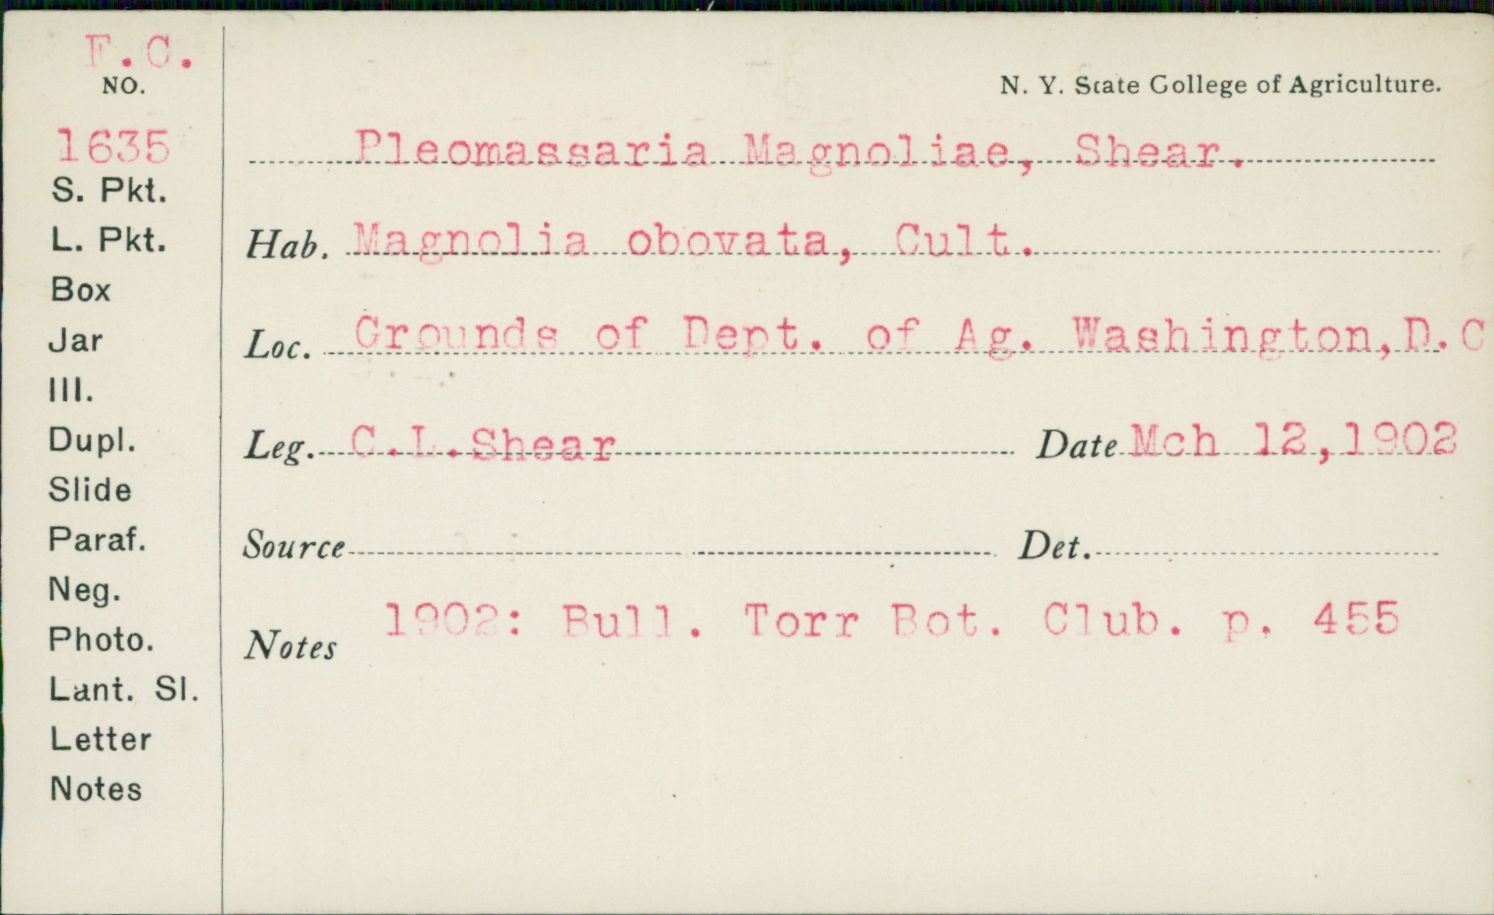 F.C.
NO.
1635
S. Pkt.
L. Pkt.
Box
Jar
Ill.
Dupl.
Slide
Paraf.
Neg.
Photo.
Lant. Sl.
Letter
Notes
N. Y. State College of Agriculture.
Pleomassaria Magnoliae, Shear.
Hab. Magnolia obovata, Cult.
Loc. Grounds of Dept. of Ag. Washington,D.C
Leg. C.L.Shear Date Mch 12,1902
Source Det.
Notes 1902: Bull. Torr Bot. Club. p. 455